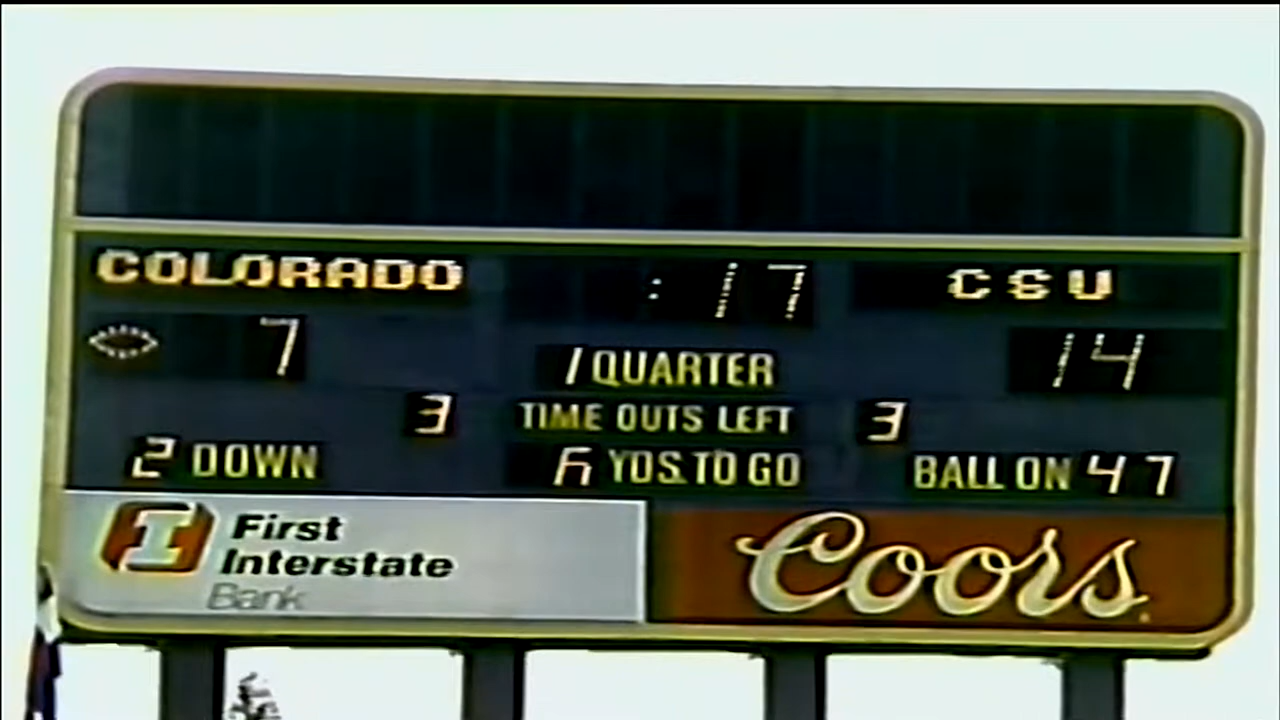 COLORADO :17 CSU
7 14
1 QUARTER
3 TIME OUTS LEFT 3
2 DOWN 6 YDS. TO GO BALL ON 47
I First
Interstate
Bank
Coors